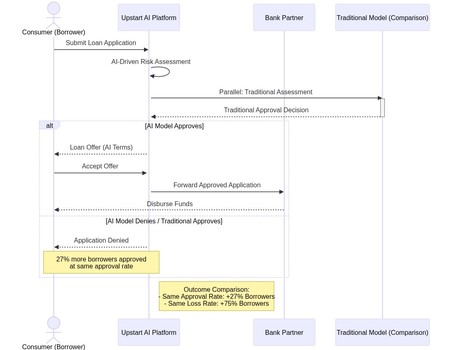 Consumer (Borrower)
Upstart AI Platform
Bank Partner
Traditional Model (Comparison)
Submit Loan Application
AI-Driven Risk Assessment
Parallel: Traditional Assessment
Traditional Approval Decision
alt
[AI Model Approves]
Loan Offer (AI Terms)
Accept Offer
Forward Approved Application
Disburse Funds
[AI Model Denies / Traditional Approves]
Application Denied
27% more borrowers approved
at same approval rate
Outcome Comparison:
- Same Approval Rate: +27% Borrowers
- Same Loss Rate: +75% Borrowers
Consumer (Borrower)
Upstart AI Platform
Bank Partner
Traditional Model (Comparison)